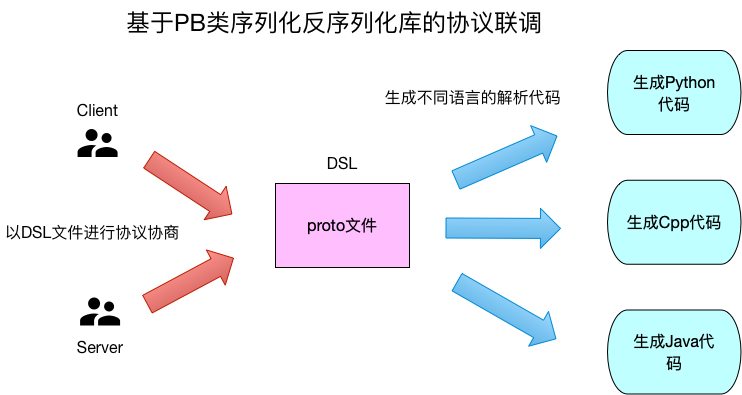 基于PB类序列化反序列化库的协议联调
Client
以DSL文件进行协议协商
Server
DSL
proto文件
生成不同语言的解析代码
生成Python
代码
生成Cpp代码
生成Java代
码